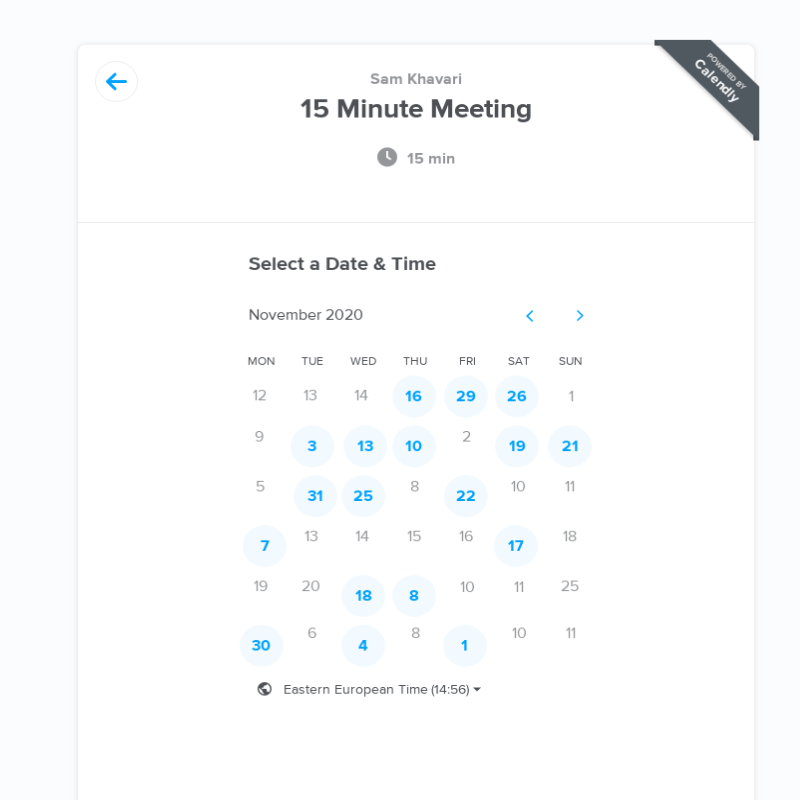 POWERED BY
Calendly
Sam Khavari
15 Minute Meeting
15 min
Select a Date & Time
November 2020
MON TUE WED THU FRI SAT SUN
12 13 14 16 29 26 1
9 3 13 10 2 19 21
5 31 25 8 22 10 11
7 13 14 15 16 17 18
19 20 18 8 10 11 25
30 6 4 8 1 10 11
Eastern European Time (14:56)